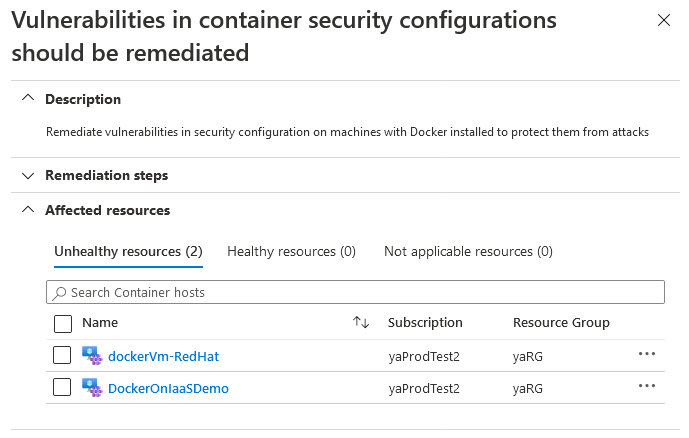 Vulnerabilities in container security configurations
should be remediated
Description
Remediate vulnerabilities in security configuration on machines with Docker installed to protect them from attacks
Remediation steps
Affected resources
Unhealthy resources (2) Healthy resources (0) Not applicable resources (0)
Search Container hosts
Name Subscription Resource Group
dockerVm-RedHat yaProdTest2 yaRG
DockerOnIaaSDemo yaProdTest2 yaRG